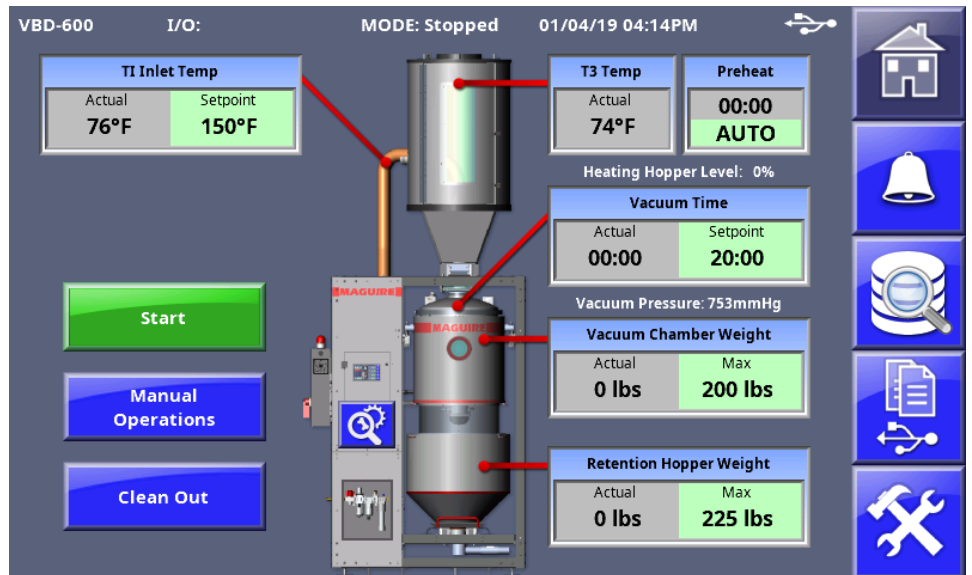 VBD-600 I/O: MODE: Stopped 01/04/19 04:14PM
TI Inlet Temp
Actual Setpoint
76°F 150°F
T3 Temp
Actual
74°F
Preheat
00:00
AUTO
Heating Hopper Level: 0%
Vacuum Time
Actual Setpoint
00:00 20:00
Vacuum Pressure: 753mmHg
Vacuum Chamber Weight
Actual Max
0 lbs 200 lbs
Retention Hopper Weight
Actual Max
0 lbs 225 lbs
MAGUIRE
MAGUIRE
Start
Manual
Operations
Clean Out